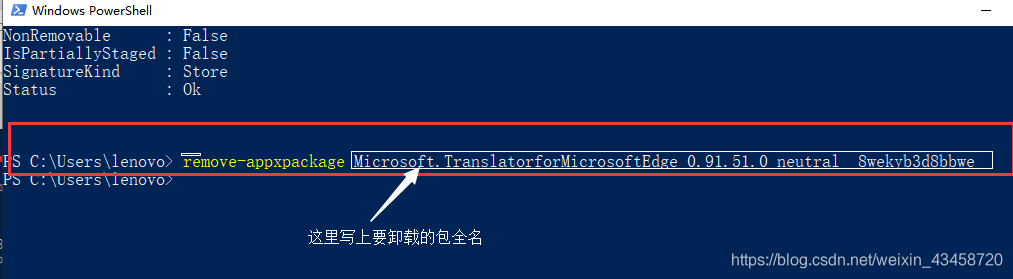 Windows PowerShell
NonRemovable : False
IsPartiallyStaged : False
SignatureKind : Store
Status : Ok
PS C:\Users\lenovo> remove-appxpackage Microsoft.TranslatorforMicrosoftEdge_0.91.51.0_neutral__8wekyb3d8bbwe
PS C:\Users\lenovo>
这里写上要卸载的包全名
https://blog.csdn.net/weixin_43458720